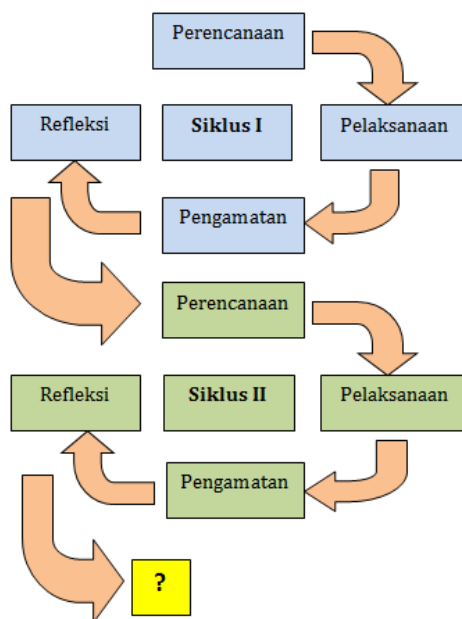 Perencanaan
Refleksi
Siklus I
Pelaksanaan
Pengamatan
Perencanaan
Refleksi
Siklus II
Pelaksanaan
Pengamatan
?